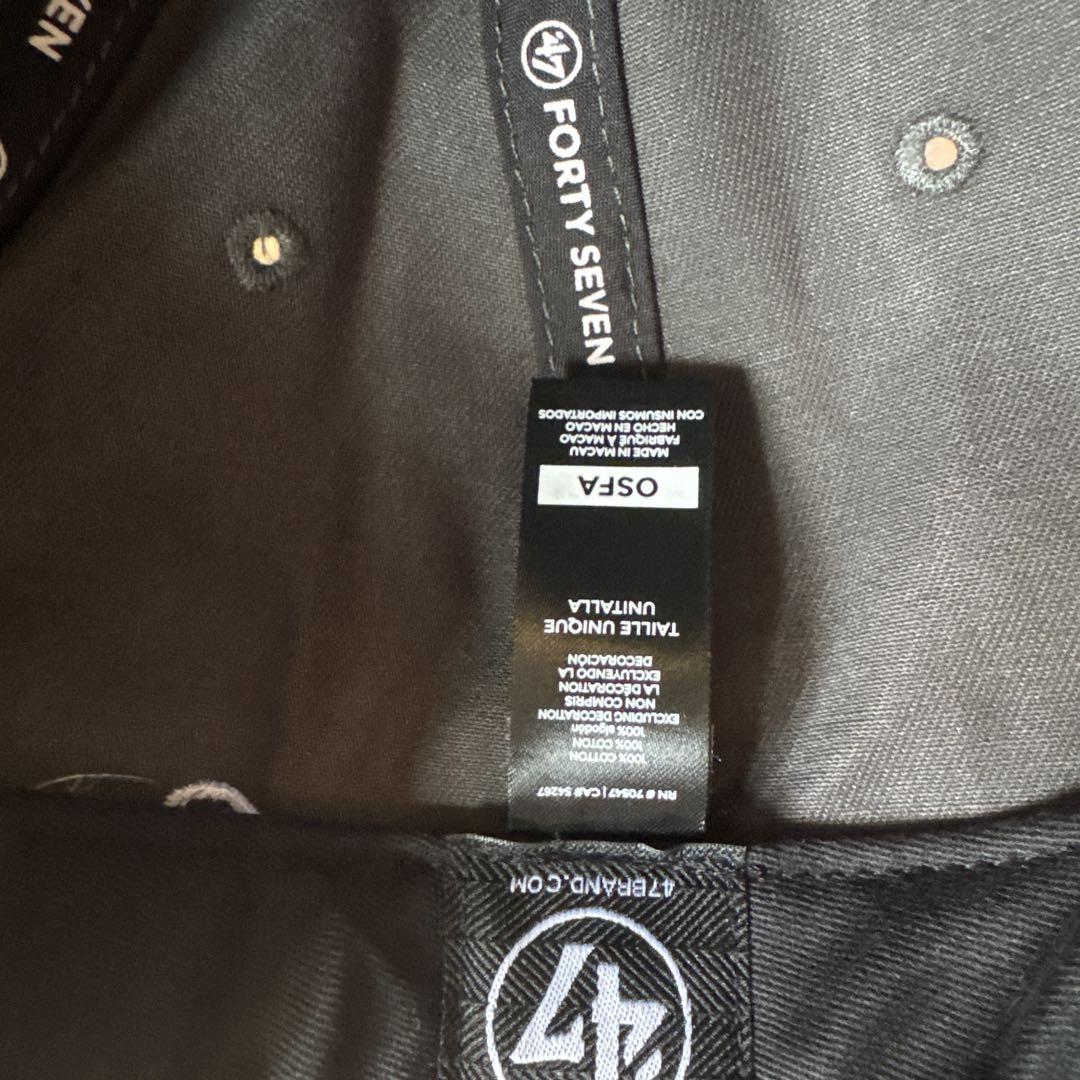 VEN
47 FORTY SEVEN
RN # 70547 | CA# 54267
100% COTTON
100% COTON
100% algodón
EXCLUDING DECORATION
NON COMPRIS
LA DÉCORATION
EXCLUYENDO LA
DECORACIÓN
TAILLE UNIQUE
UNITALLA
OSFA
MADE IN MACAU
FABRIQUÉ À MACAO
HECHO EN MACAO
CON INSUMOS IMPORTADOS
47BRAND.COM
47